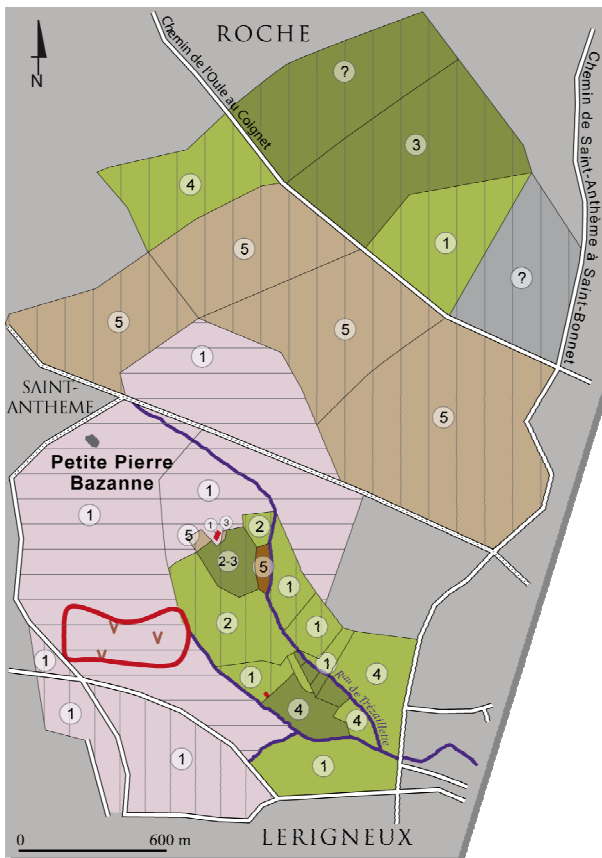 ROCHE
N
Chemin de l'Oule au Coignet
Chemin de Saint-Anthème à Saint-Bonnet
?
3
4
1
?
5
5
5
1
5
SAINT-
ANTHEME
Petite Pierre
Bazanne
1
1
1
3
2
5
2-3
5
1
2
1
V
V
V
1
1
4
1
4
4
Rau de Trézaillette
1
1
1
0
600 m
LERIGNEUX